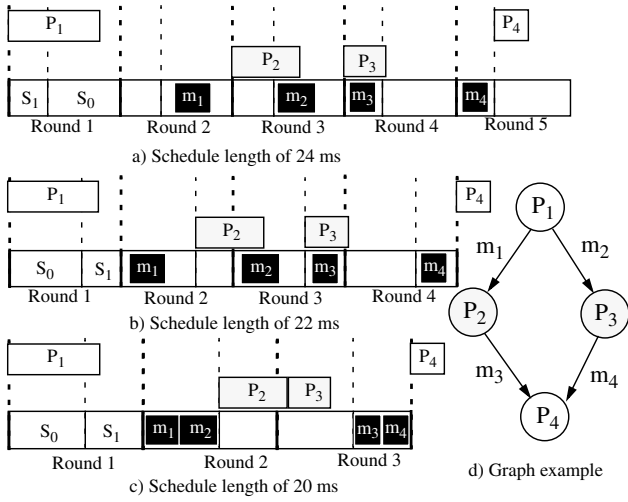 P1 P4
P2 P3
S1 S0 m1 m2 m3 m4
Round 1 Round 2 Round 3 Round 4 Round 5
a) Schedule length of 24 ms
P1 P4
P2 P3
S0 S1 m1 m2 m3 m4
Round 1 Round 2 Round 3 Round 4
b) Schedule length of 22 ms
P1 P4
P2 P3
S0 S1 m1 m2 m3 m4
Round 1 Round 2 Round 3
c) Schedule length of 20 ms
P1
m1 m2
P2 P3
m3 m4
P4
d) Graph example